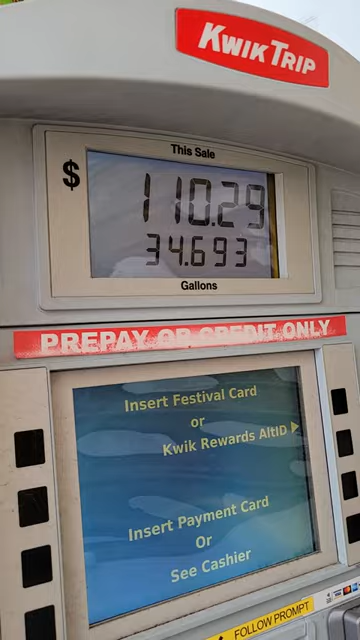 KWIK TRIP
This Sale
$ 110.29
34.693
Gallons
PREPAY OR CREDIT ONLY
Insert Festival Card
or
Kwik Rewards AltID
Insert Payment Card
Or
See Cashier
FOLLOW PROMPT